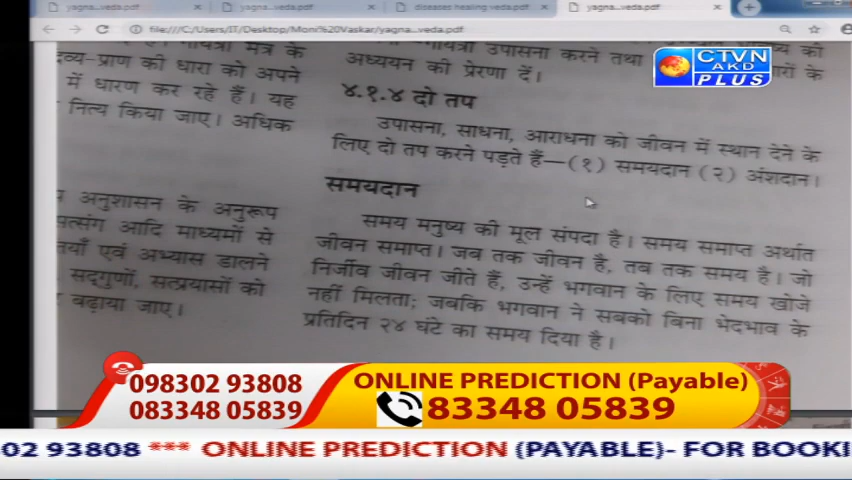 yagna...veda.pdf
yagna...veda.pdf
diseases healing veda.pdf
yagna...veda.pdf
file:///C:/Users/IT/Desktop/Moni%20Vaskar/yagna...veda.pdf
CTVN
AKD
PLUS
मंत्र के
-प्राण की धारा को अपने
में धारण कर रहे हैं। यह
नित्य किया जाए। अधिक
अनुशासन के अनुरूप
आदि माध्यमों से
एवं अभ्यास डालने
सद्गुणों, सत्प्रयासों को
बढ़ाया जाए।
उपासना करने तथा
अध्ययन की प्रेरणा दें।
के
४.१.४ दो तप
उपासना, साधना, आराधना को जीवन में स्थान देने के
लिए दो तप करने पड़ते हैं—(१) समयदान (२) अंशदान।
समयदान
समय मनुष्य की मूल संपदा है। समय समाप्त अर्थात
जीवन समाप्त। जब तक जीवन है, तब तक समय है। जो
निर्जीव जीवन जीते हैं, उन्हें भगवान के लिए समय खोजे
नहीं मिलता; जबकि भगवान ने सबको बिना भेदभाव के
प्रतिदिन २४ घंटे का समय दिया है।
098302 93808
083348 05839
ONLINE PREDICTION (Payable)
83348 05839
02 93808 *** ONLINE PREDICTION (PAYABLE)- FOR BOOKI